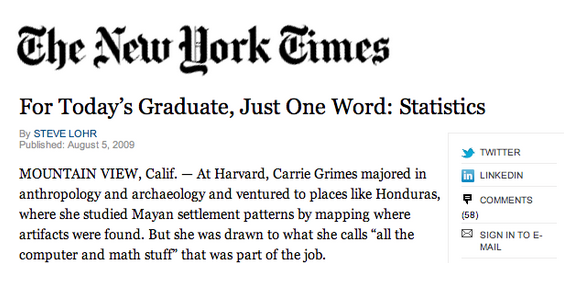 The New York Times
For Today’s Graduate, Just One Word: Statistics
By STEVE LOHR
Published: August 5, 2009
MOUNTAIN VIEW, Calif. — At Harvard, Carrie Grimes majored in
anthropology and archaeology and ventured to places like Honduras,
where she studied Mayan settlement patterns by mapping where
artifacts were found. But she was drawn to what she calls “all the
computer and math stuff” that was part of the job.
TWITTER
LINKEDIN
COMMENTS
(58)
SIGN IN TO E-
MAIL